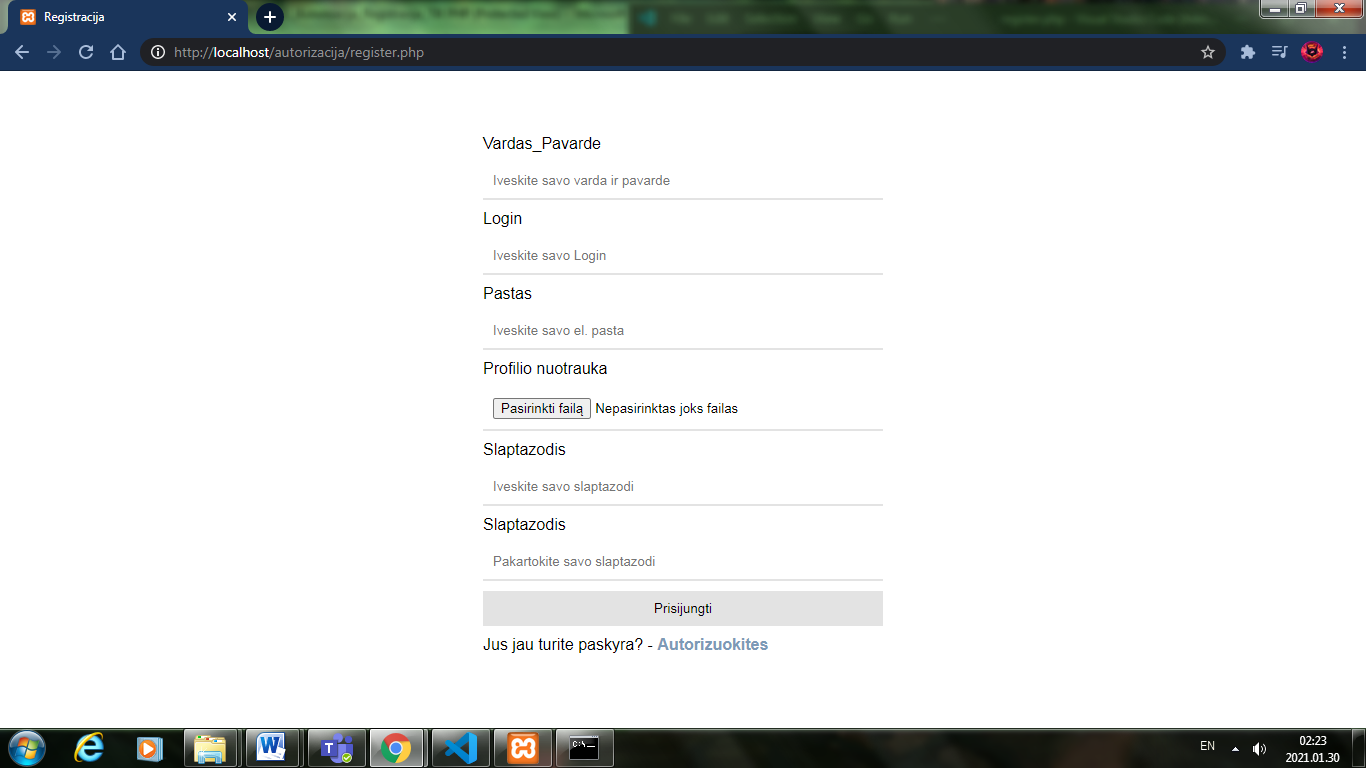 Registracija
http://localhost/autorizacija/register.php
Vardas_Pavarde
Iveskite savo varda ir pavarde
Login
Iveskite savo Login
Pastas
Iveskite savo el. pasta
Profilio nuotrauka
Pasirinkti failą Nepasirinktas joks failas
Slaptazodis
Iveskite savo slaptazodi
Slaptazodis
Pakartokite savo slaptazodi
Prisijungti
Jus jau turite paskyra? - Autorizuokites
EN
02:23
2021.01.30